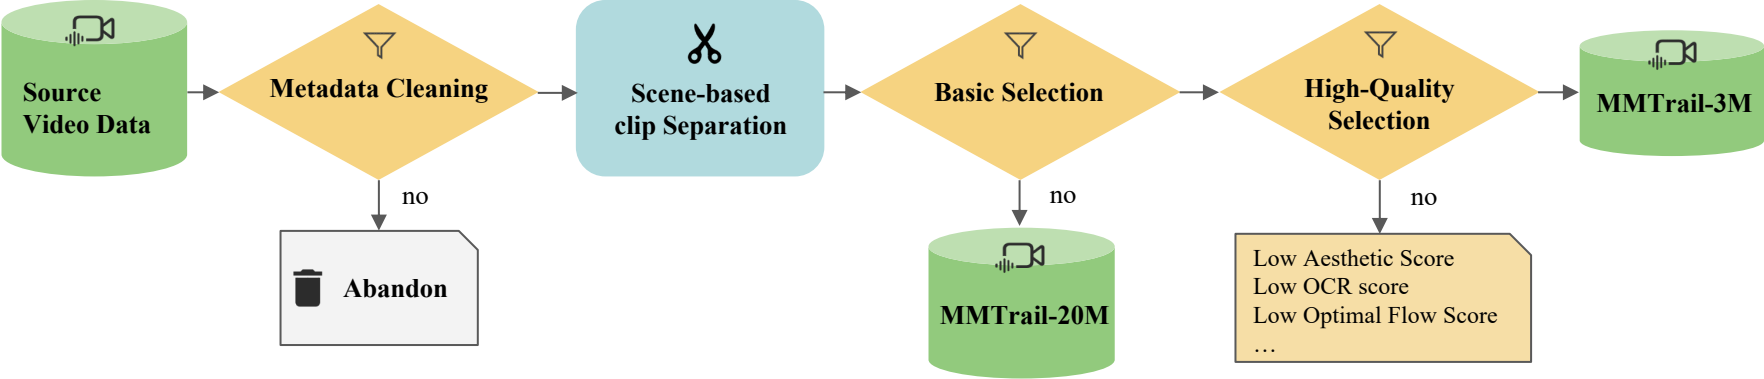 Source
Video Data
Metadata Cleaning
no
Abandon
Scene-based
clip Separation
Basic Selection
no
MMTrail-20M
High-Quality
Selection
no
Low Aesthetic Score
Low OCR score
Low Optimal Flow Score
…
MMTrail-3M